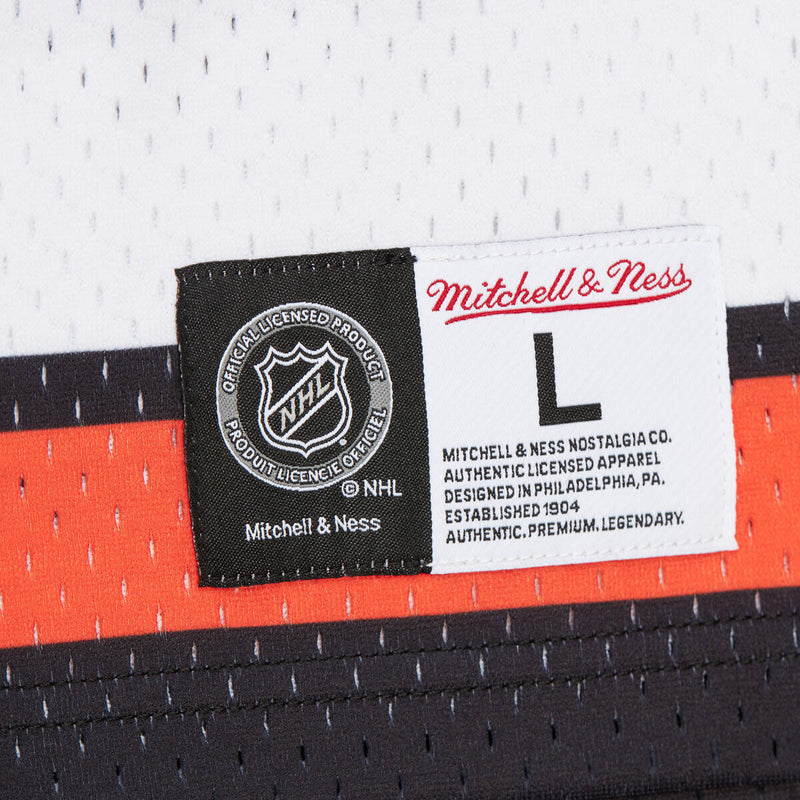 OFFICIAL LICENSED PRODUCT
NHL
PRODUIT LICENCIÉ OFFICIEL
© NHL
Mitchell & Ness
Mitchell & Ness
L
MITCHELL & NESS NOSTALGIA CO.
AUTHENTIC LICENSED APPAREL
DESIGNED IN PHILADELPHIA, PA.
ESTABLISHED 1904
AUTHENTIC. PREMIUM. LEGENDARY.